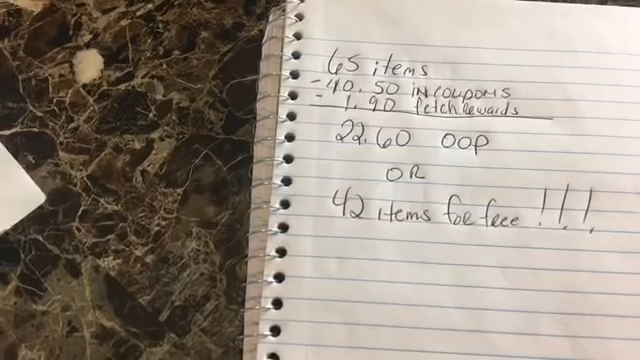 65 items
- 40.50 in coupons
- 1.90 fetch rewards
22.60 OOP
OR
42 items for free !!!